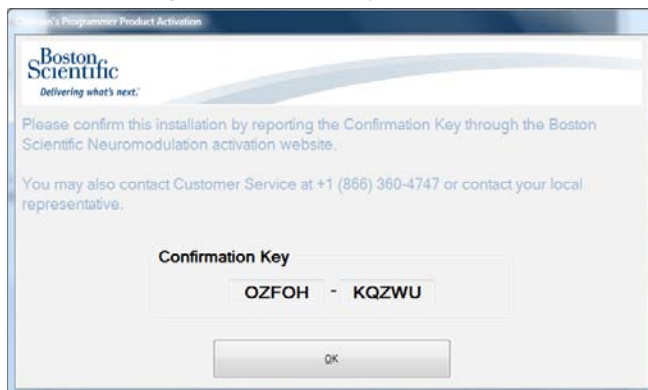 Clinician's Programmer Product Activation
Boston
Scientific
Delivering what's next.™
Please confirm this installation by reporting the Confirmation Key through the Boston
Scientific Neuromodulation activation website.
You may also contact Customer Service at +1 (866) 360-4747 or contact your local
representative.
Confirmation Key
OZFOH - KQZWU
OK